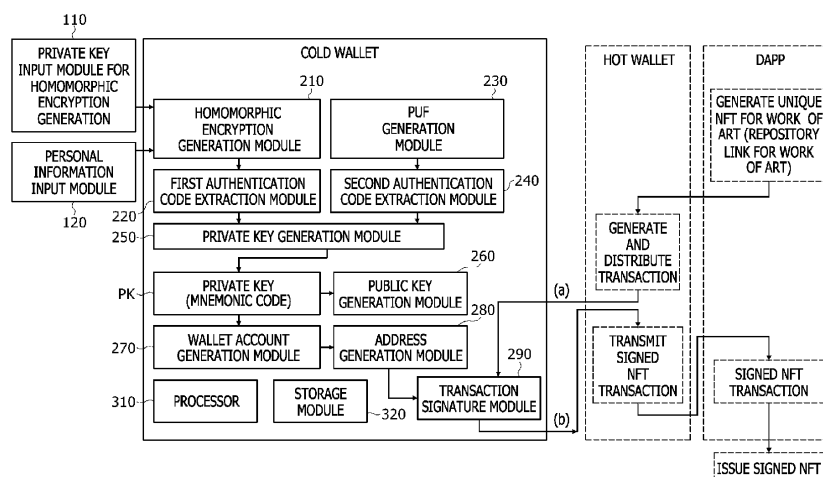 110
PRIVATE KEY
INPUT MODULE FOR
HOMOMORPHIC
ENCRYPTION
GENERATION
PERSONAL
INFORMATION
INPUT MODULE
120
COLD WALLET
210
HOMOMORPHIC
ENCRYPTION
GENERATION MODULE
230
PUF
GENERATION
MODULE
FIRST AUTHENTICATION
CODE EXTRACTION MODULE
220
SECOND AUTHENTICATION
CODE EXTRACTION MODULE
240
250
PRIVATE KEY GENERATION MODULE
PK
PRIVATE KEY
(MNEMONIC CODE)
260
PUBLIC KEY
GENERATION MODULE
270
WALLET ACCOUNT
GENERATION MODULE
280
ADDRESS
GENERATION MODULE
290
TRANSACTION
SIGNATURE MODULE
310
PROCESSOR
STORAGE
MODULE
320
(a)
(b)
HOT WALLET
GENERATE
AND
DISTRIBUTE
TRANSACTION
TRANSMIT
SIGNED
NFT
TRANSACTION
DAPP
GENERATE UNIQUE
NFT FOR WORK OF
ART (REPOSITORY
LINK FOR WORK
OF ART)
SIGNED NFT
TRANSACTION
ISSUE SIGNED NFT